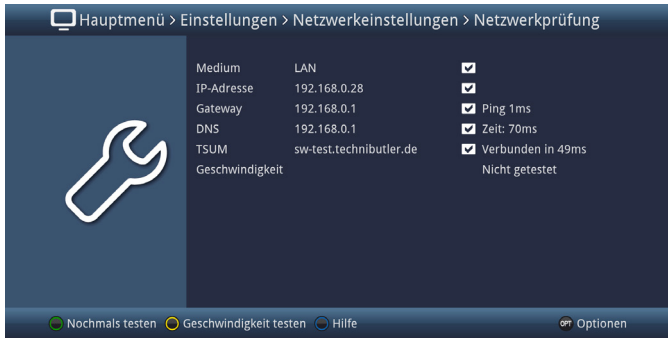 Hauptmenü > Einstellungen > Netzwerkeinstellungen > Netzwerkprüfung
Medium LAN
IP-Adresse 192.168.0.28
Gateway 192.168.0.1 Ping 1ms
DNS 192.168.0.1 Zeit: 70ms
TSUM sw-test.technibutler.de Verbunden in 49ms
Geschwindigkeit Nicht getestet
Nochmals testen Geschwindigkeit testen Hilfe OPT Optionen